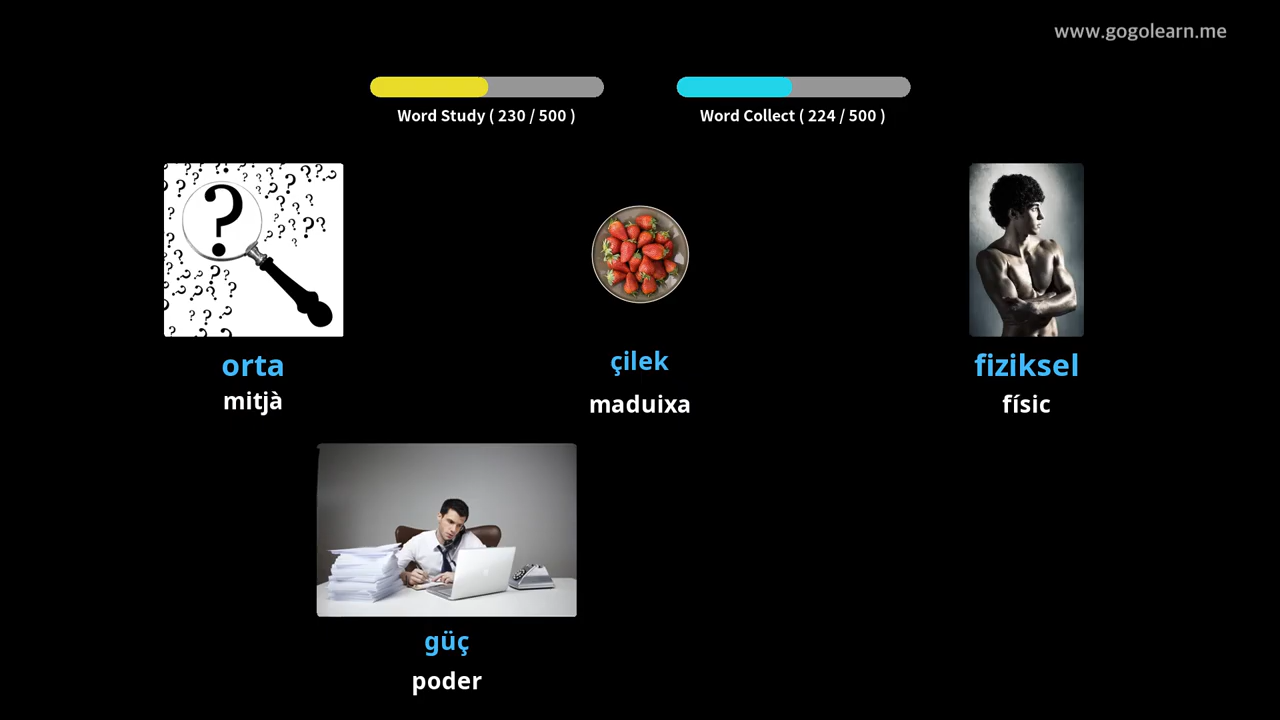 www.gogolearn.me
Word Study ( 230 / 500 )
Word Collect ( 224 / 500 )
orta
mitjà
çilek
maduixa
fiziksel
físic
güç
poder